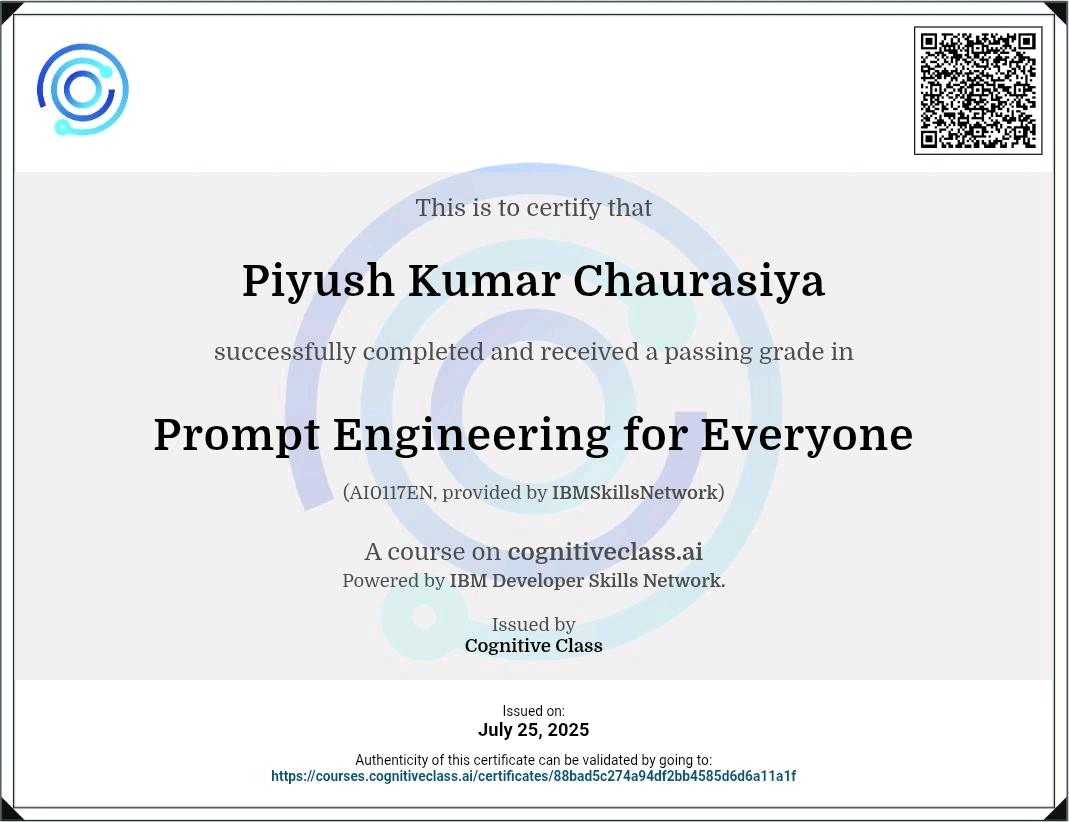 This is to certify that
Piyush Kumar Chaurasiya
successfully completed and received a passing grade in
Prompt Engineering for Everyone
(AI0117EN, provided by IBMSkillsNetwork)
A course on cognitiveclass.ai
Powered by IBM Developer Skills Network.
Issued by
Cognitive Class
Issued on:
July 25, 2025
Authenticity of this certificate can be validated by going to:
https://courses.cognitiveclass.ai/certificates/88bad5c274a94df2bb4585d6d6a11a1f